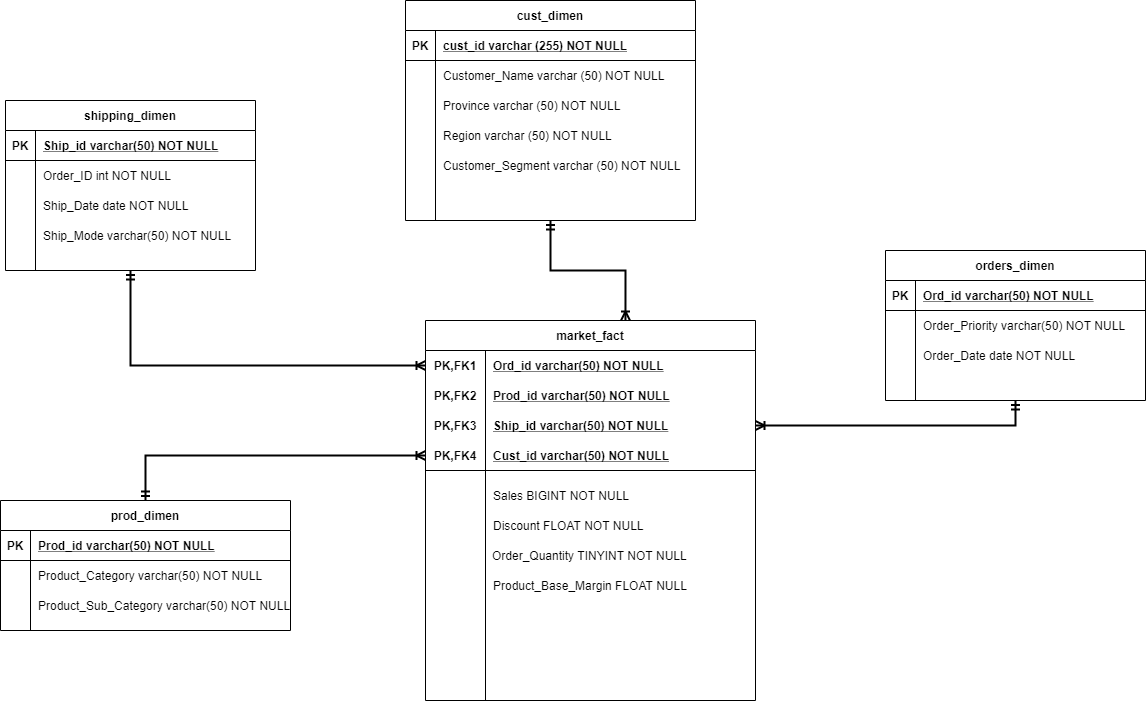 cust_dimen
PK cust_id varchar (255) NOT NULL
Customer_Name varchar (50) NOT NULL
Province varchar (50) NOT NULL
Region varchar (50) NOT NULL
Customer_Segment varchar (50) NOT NULL
shipping_dimen
PK Ship_id varchar(50) NOT NULL
Order_ID int NOT NULL
Ship_Date date NOT NULL
Ship_Mode varchar(50) NOT NULL
orders_dimen
PK Ord_id varchar(50) NOT NULL
Order_Priority varchar(50) NOT NULL
Order_Date date NOT NULL
market_fact
PK,FK1 Ord_id varchar(50) NOT NULL
PK,FK2 Prod_id varchar(50) NOT NULL
PK,FK3 Ship_id varchar(50) NOT NULL
PK,FK4 Cust_id varchar(50) NOT NULL
Sales BIGINT NOT NULL
Discount FLOAT NOT NULL
Order_Quantity TINYINT NOT NULL
Product_Base_Margin FLOAT NULL
prod_dimen
PK Prod_id varchar(50) NOT NULL
Product_Category varchar(50) NOT NULL
Product_Sub_Category varchar(50) NOT NULL